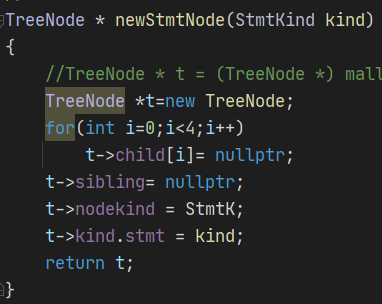 TreeNode * newStmtNode(StmtKind kind)
{
//TreeNode * t = (TreeNode *) mall
TreeNode *t=new TreeNode;
for(int i=0;i<4;i++)
t->child[i]= nullptr;
t->sibling= nullptr;
t->nodekind = StmtK;
t->kind.stmt = kind;
return t;
}